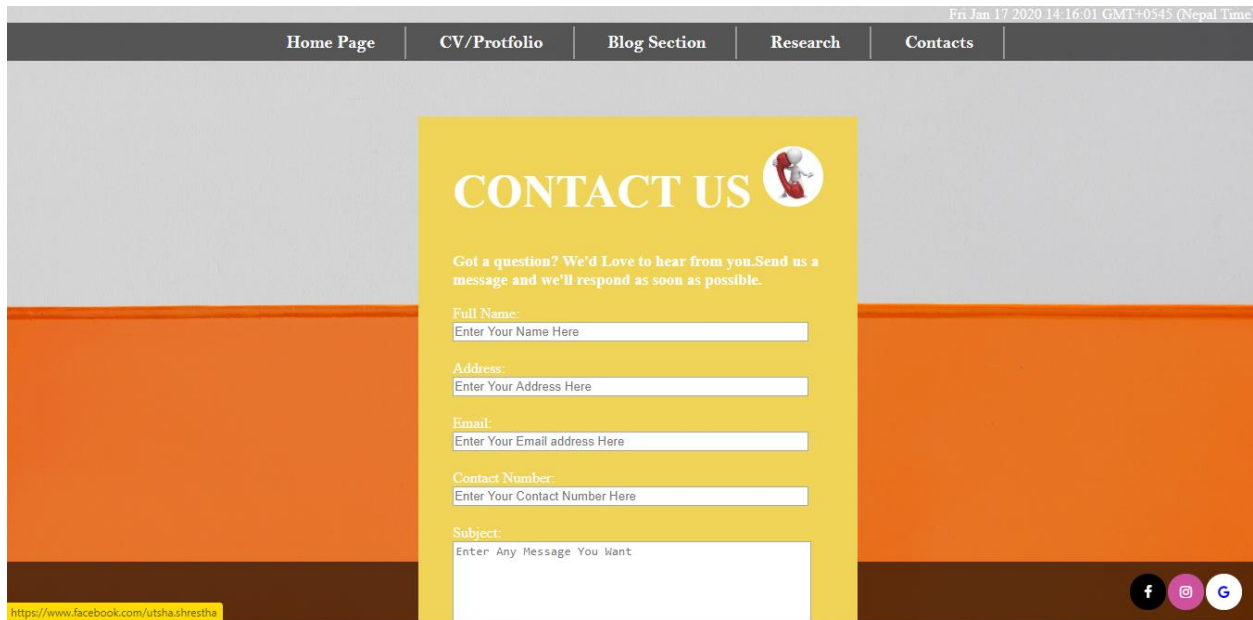 Fri Jan 17 2020 14:16:01 GMT+0545 (Nepal Time
Home Page CV/Protfolio Blog Section Research Contacts
CONTACT US
Got a question? We'd Love to hear from you.Send us a
message and we'll respond as soon as possible.
Full Name:
Enter Your Name Here
Address:
Enter Your Address Here
Email:
Enter Your Email address Here
Contact Number:
Enter Your Contact Number Here
Subject:
Enter Any Message You Want
f G
https://www.facebook.com/utsha.shrestha